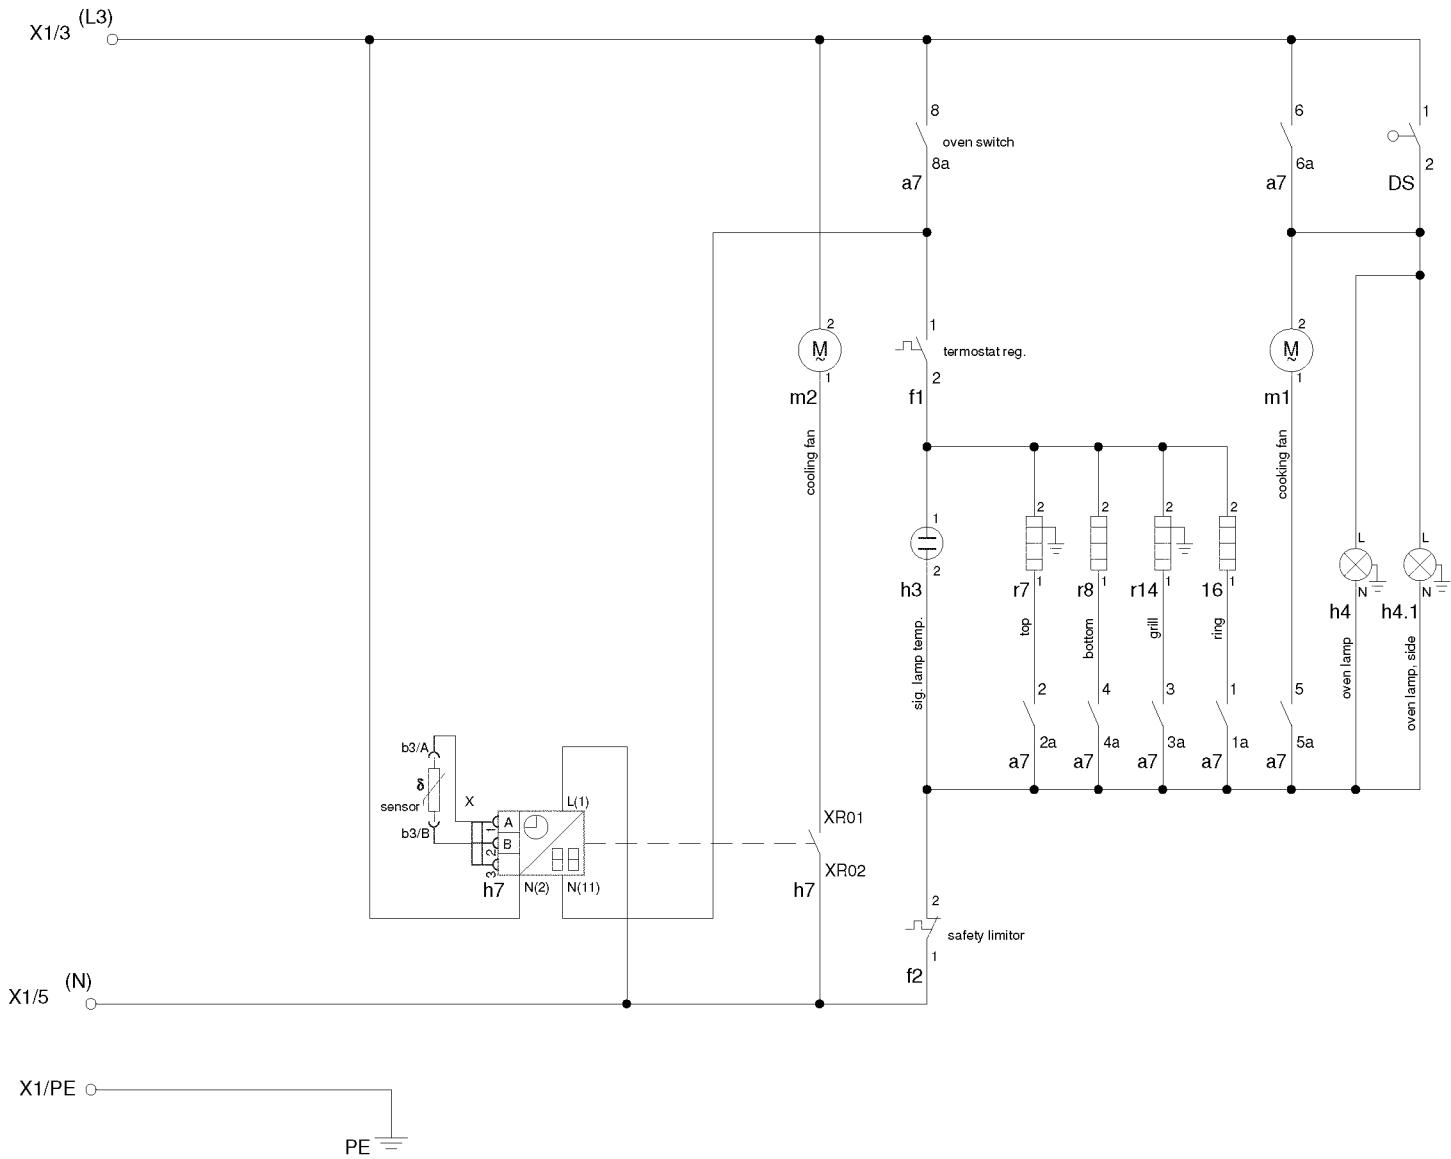 (L3)
X1/3
8
6
1
oven switch
8a
6a
2
a7
a7
DS
2
1
2
M
~
termostat reg.
M
~
1
2
1
m2
f1
m1
cooling fan
cooking fan
1
2
2
2
2
L
L
2
1
1
1
1
N
N
h3
r7
r8
r14
16
h4
h4.1
sig. lamp temp.
top
bottom
grill
ring
oven lamp
oven lamp, side
2
4
3
1
5
2a
4a
3a
1a
5a
a7
a7
a7
a7
a7
b3/A
δ
sensor
X
L(1)
b3/B
1
A
2
B
3
XR01
XR02
h7
N(2)
N(11)
h7
2
safety limitor
1
f2
(N)
X1/5
X1/PE
PE